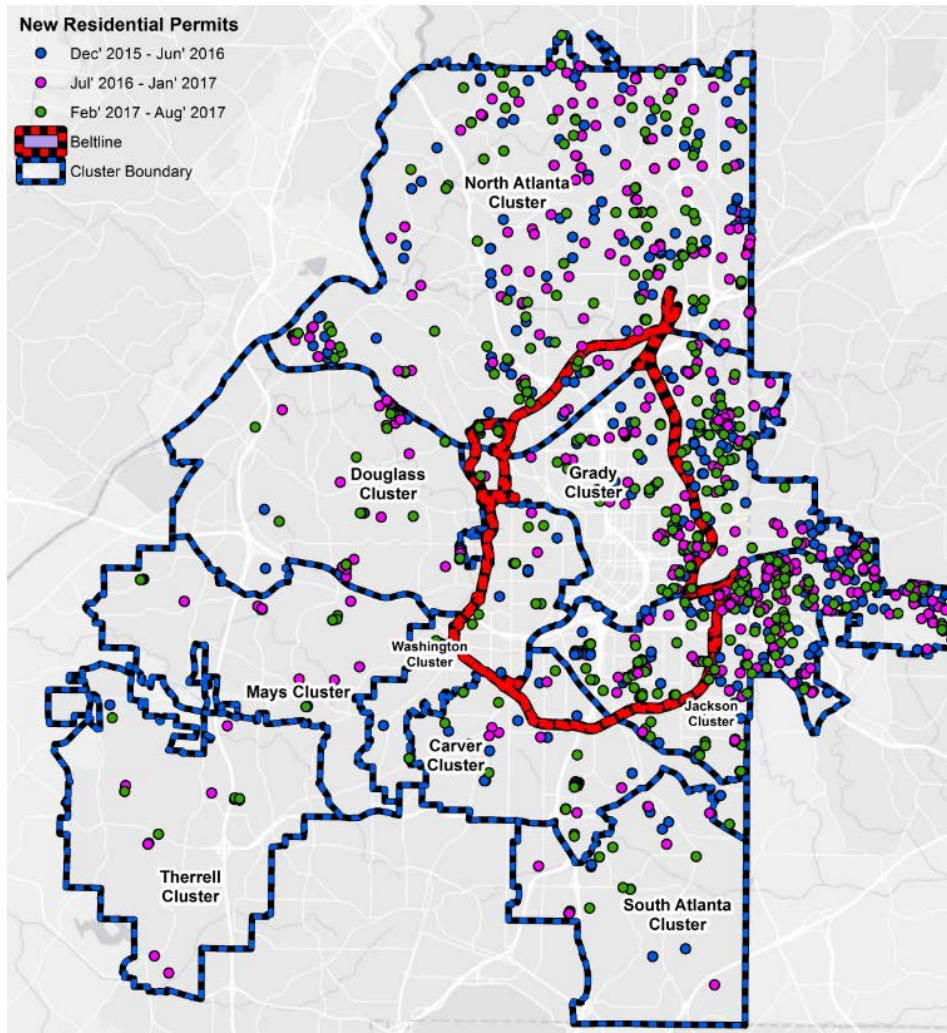 New Residential Permits
Dec' 2015 - Jun' 2016
Jul' 2016 - Jan' 2017
Feb' 2017 - Aug' 2017
Beltline
Cluster Boundary
North Atlanta
Cluster
Douglass
Cluster
Grady
Cluster
Washington
Cluster
Mays Cluster
Jackson
Cluster
Carver
Cluster
Therrell
Cluster
South Atlanta
Cluster